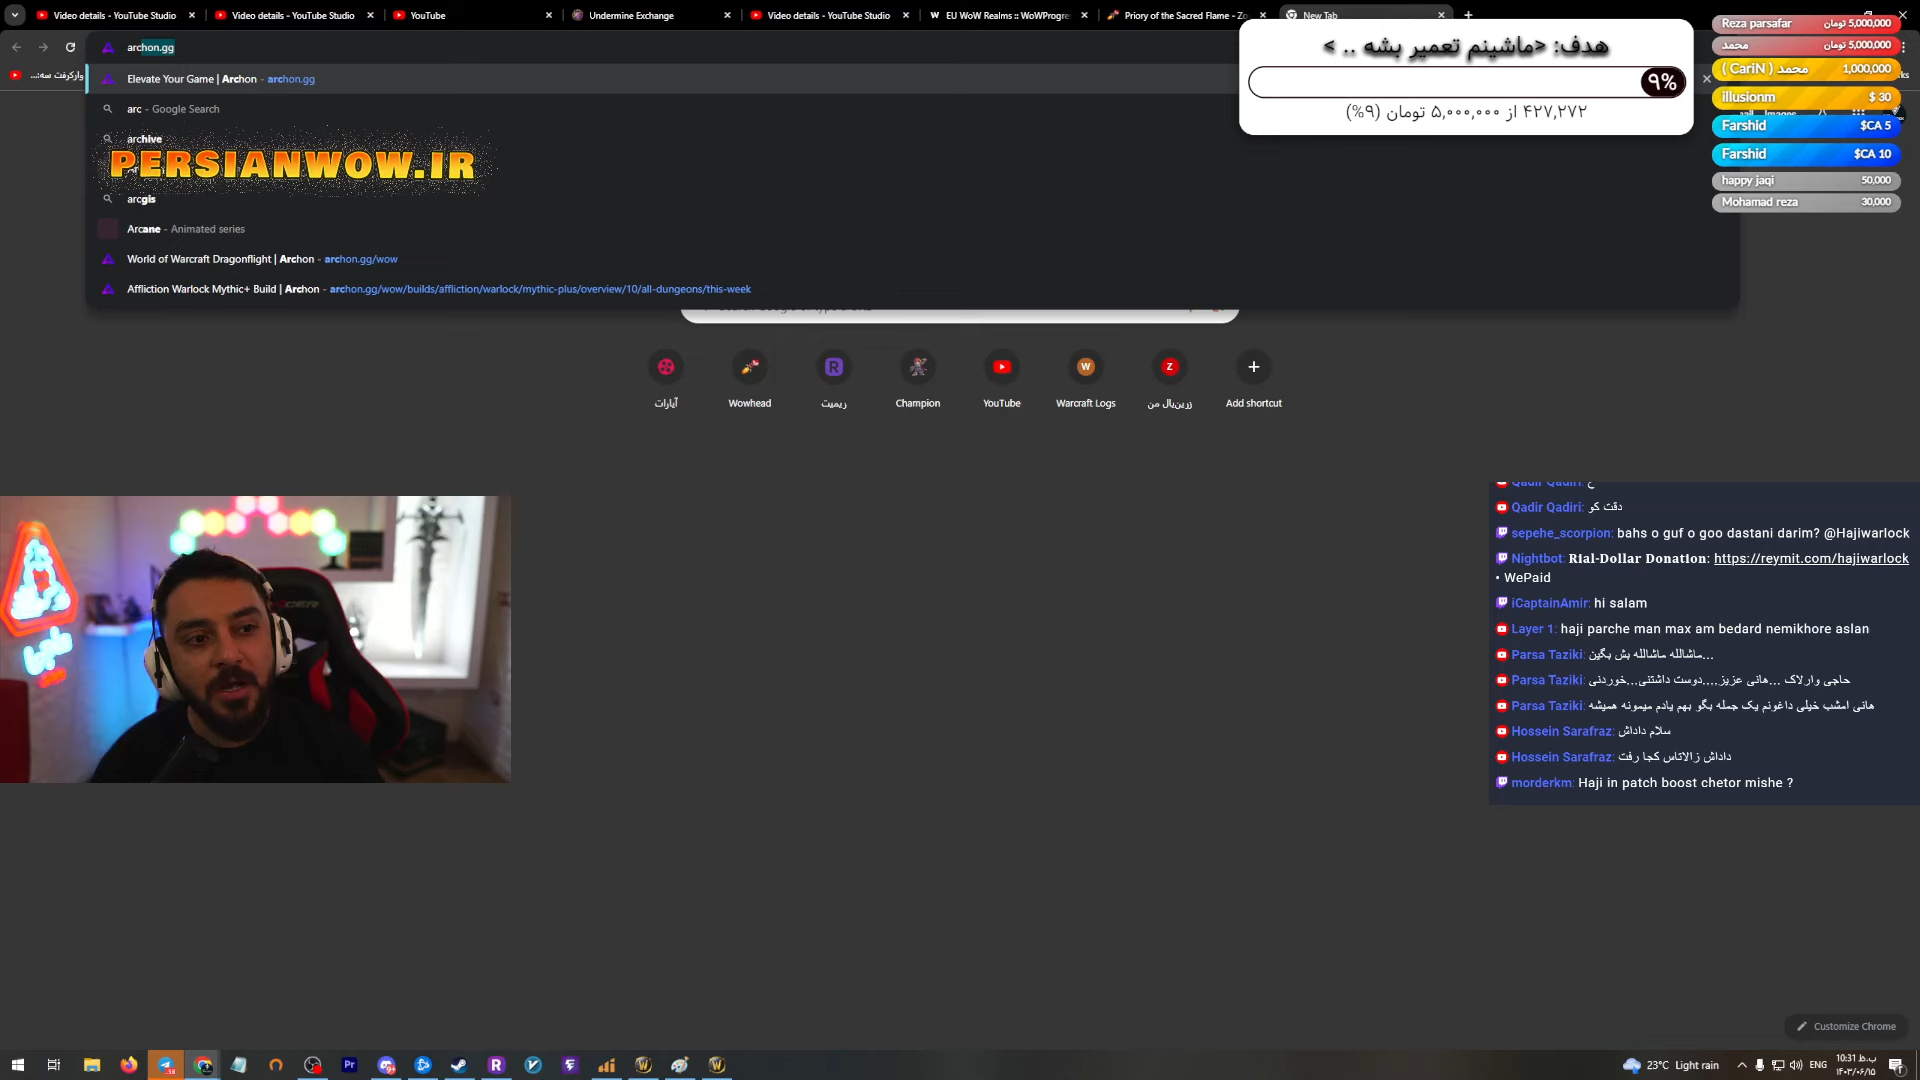 Video details - YouTube Studio
Video details - YouTube Studio
YouTube
Undermine Exchange
Video details - YouTube Studio
EU WoW Realms :: WoWProgre
Priory of the Sacred Flame - Zo
New Tab
archon.gg
وارکرفت سه:...
Elevate Your Game | Archon - archon.gg
arc - Google Search
archive
PERSIANWOW.IR
arcgis
Arcane - Animated series
World of Warcraft Dragonflight | Archon - archon.gg/wow
Affliction Warlock Mythic+ Build | Archon - archon.gg/wow/builds/affliction/warlock/mythic-plus/overview/10/all-dungeons/this-week
هدف: <ماشینم تعمیر بشه .. >
۹%
۴۲۷,۲۷۲ از ۵,۰۰۰,۰۰۰ تومان (۹%)
Reza parsafar 5,000,000 تومان
محمد 5,000,000 تومان
محمد ( CariN ) 1,000,000
illusionm $ 30
Farshid $CA 5
Farshid $CA 10
happy jaqi 50,000
Mohamad reza 30,000
آپارات
Wowhead
ریمیت
Champion
YouTube
Warcraft Logs
زرین‌پال من
Add shortcut
Qadir Qadiri: دقت کو
sepehe_scorpion: bahs o guf o goo dastani darim? @Hajiwarlock
Nightbot: Rial-Dollar Donation: https://reymit.com/hajiwarlock
• WePaid
iCaptainAmir: hi salam
Layer 1: haji parche man max am bedard nemikhore aslan
Parsa Taziki: ماشالله ماشالله بش بگین...
Parsa Taziki: حاجی وارلاک ...هانی عزیز....دوست داشتنی...خوردنی
Parsa Taziki: هانی امشب خیلی داغونم یک جمله بگو بهم یادم میمونه همیشه
Hossein Sarafraz: سلام داداش
Hossein Sarafraz: داداش زالاتاس کجا رفت
morderkm: Haji in patch boost chetor mishe ?
Customize Chrome
23°C Light rain
ENG
10:31 ب.ظ
۱۴۰۳/۰۶/۱۵